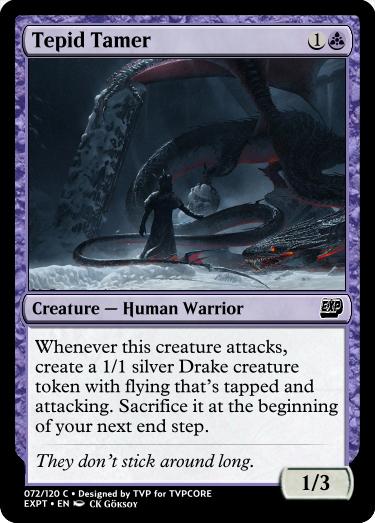 Tepid Tamer 1
Creature — Human Warrior EXP
Whenever this creature attacks,
create a 1/1 silver Drake creature
token with flying that's tapped and
attacking. Sacrifice it at the beginning
of your next end step.
They don't stick around long.
1/3
072/120 C • Designed by TVP for TVPCORE
EXPT • EN CK Göksoy